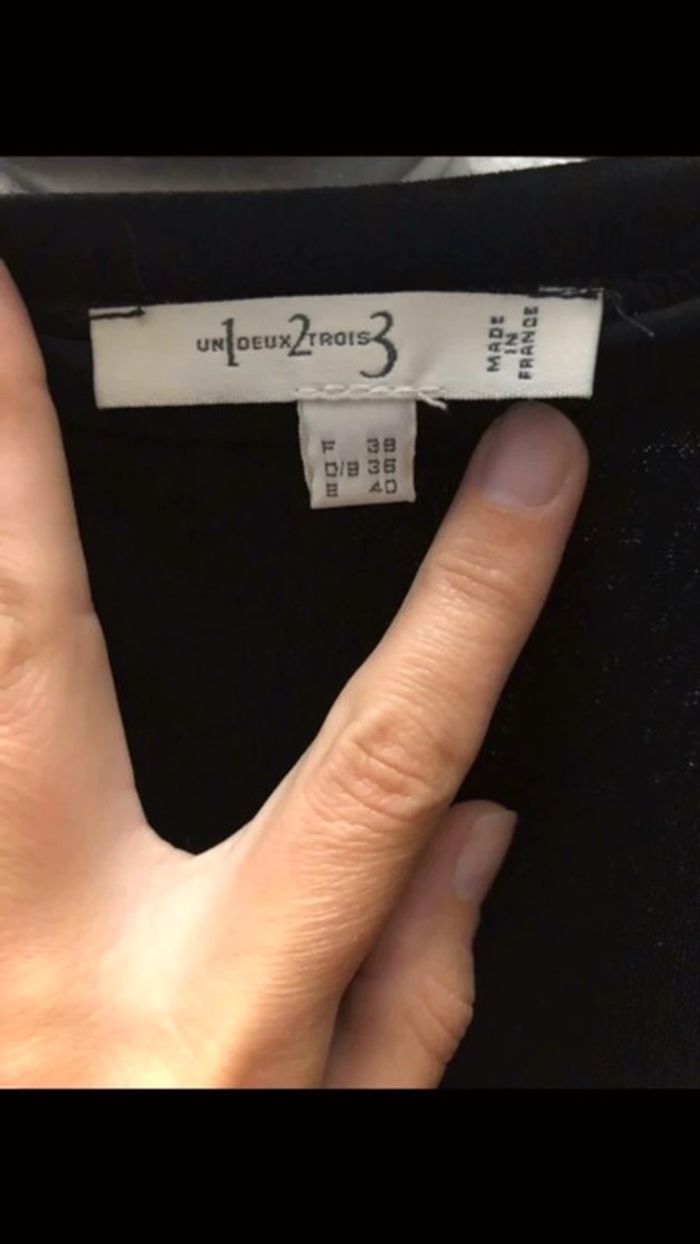 UN1DEUX2TROIS3
MADE
IN
FRANCE
F 38
D/B 36
E 40